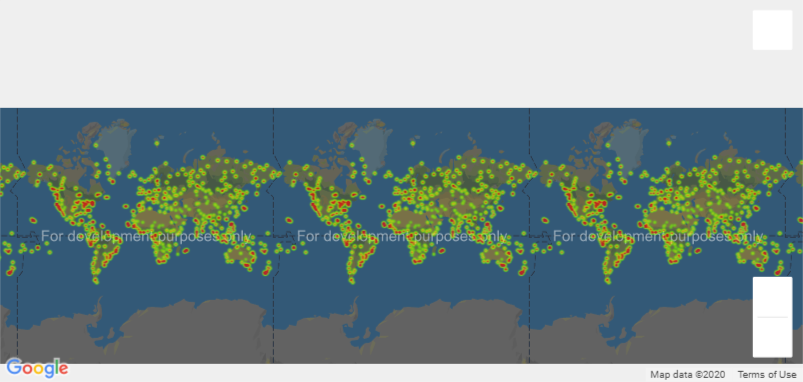 For development purposes only
For development purposes only
For development purposes only
Google
Map data ©2020
Terms of Use